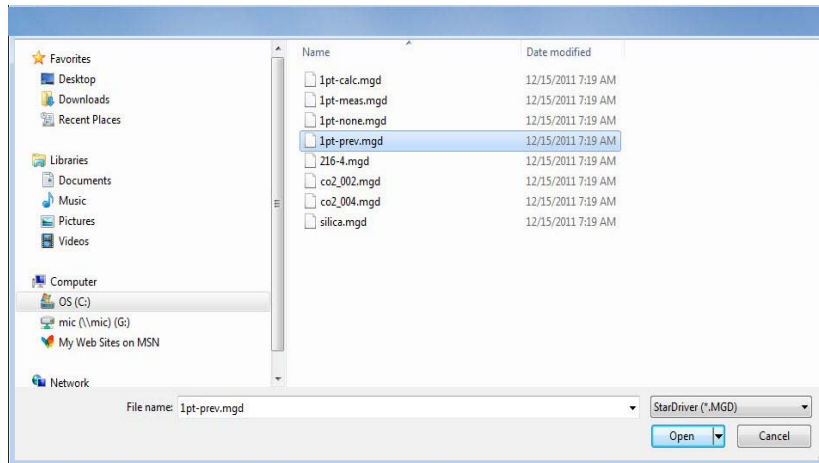 Favorites
Desktop
Downloads
Recent Places
Libraries
Documents
Music
Pictures
Videos
Computer
OS (C:)
mic (\\mic) (G:)
My Web Sites on MSN
Network
Name Date modified
1pt-calc.mgd 12/15/2011 7:19 AM
1pt-meas.mgd 12/15/2011 7:19 AM
1pt-none.mgd 12/15/2011 7:19 AM
1pt-prev.mgd 12/15/2011 7:19 AM
216-4.mgd 12/15/2011 7:19 AM
co2_002.mgd 12/15/2011 7:19 AM
co2_004.mgd 12/15/2011 7:19 AM
silica.mgd 12/15/2011 7:19 AM
File name: 1pt-prev.mgd StarDriver (*.MGD)
Open Cancel